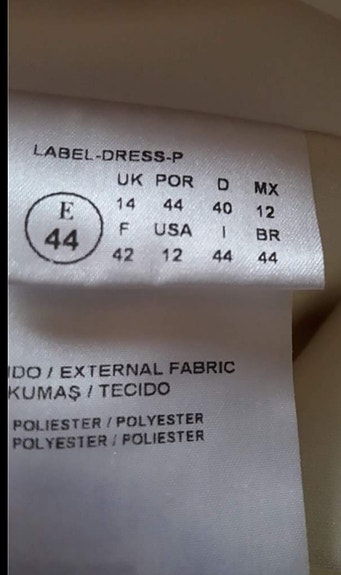 LABEL-DRESS-P
UK POR D MX
E 14 44 40 12
44 F USA I BR
42 12 44 44
IDO / EXTERNAL FABRIC
KUMAŞ / TECIDO
POLIESTER / POLYESTER
POLYESTER / POLIESTER